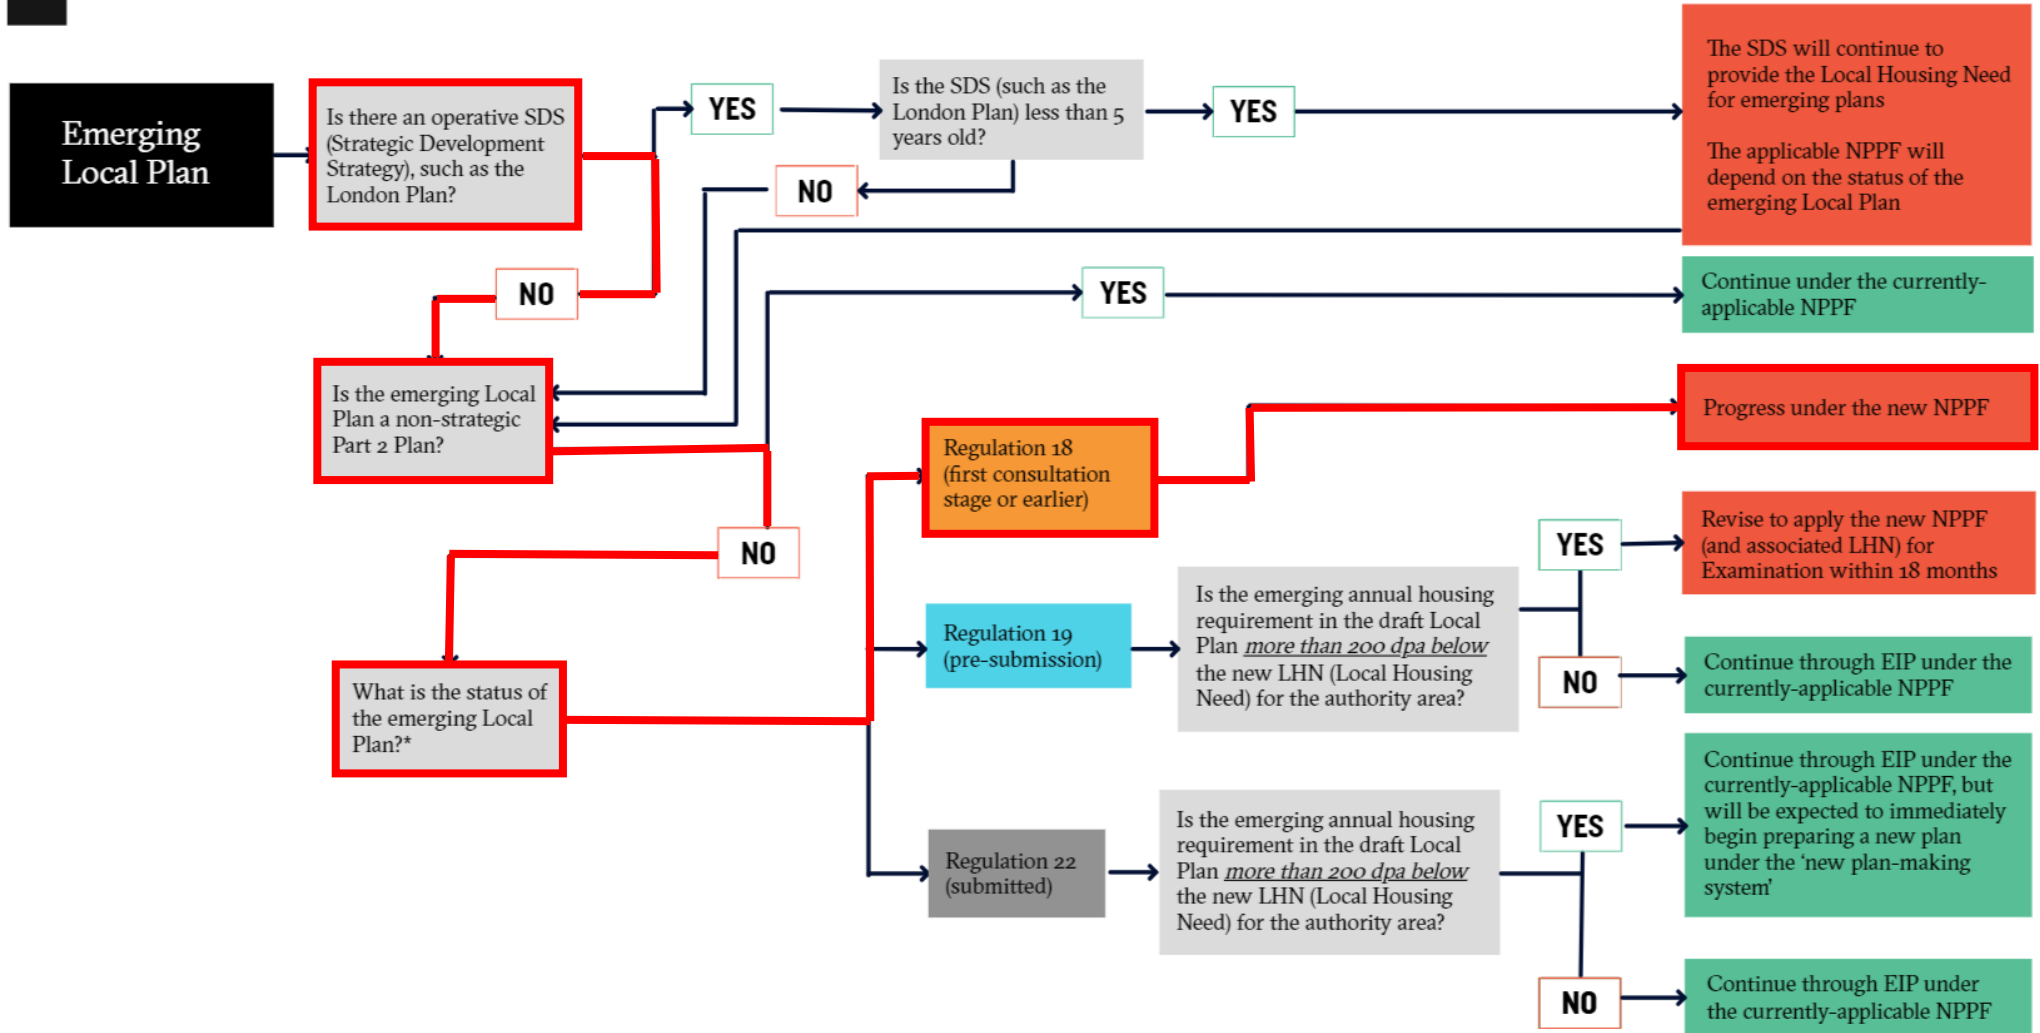 Emerging
Local Plan
Is there an operative SDS
(Strategic Development
Strategy), such as the
London Plan?
YES
Is the SDS (such as the
London Plan) less than 5
years old?
YES
The SDS will continue to
provide the Local Housing Need
for emerging plans
The applicable NPPF will
depend on the status of the
emerging Local Plan
NO
NO
YES
Continue under the currently-
applicable NPPF
Is the emerging Local
Plan a non-strategic
Part 2 Plan?
NO
Regulation 18
(first consultation
stage or earlier)
Progress under the new NPPF
What is the status of
the emerging Local
Plan?*
Regulation 19
(pre-submission)
Is the emerging annual housing
requirement in the draft Local
Plan more than 200 dpa below
the new LHN (Local Housing
Need) for the authority area?
YES
Revise to apply the new NPPF
(and associated LHN) for
Examination within 18 months
NO
Continue through EIP under the
currently-applicable NPPF
Regulation 22
(submitted)
Is the emerging annual housing
requirement in the draft Local
Plan more than 200 dpa below
the new LHN (Local Housing
Need) for the authority area?
YES
Continue through EIP under the
currently-applicable NPPF, but
will be expected to immediately
begin preparing a new plan
under the ‘new plan-making
system’
NO
Continue through EIP under
the currently-applicable NPPF